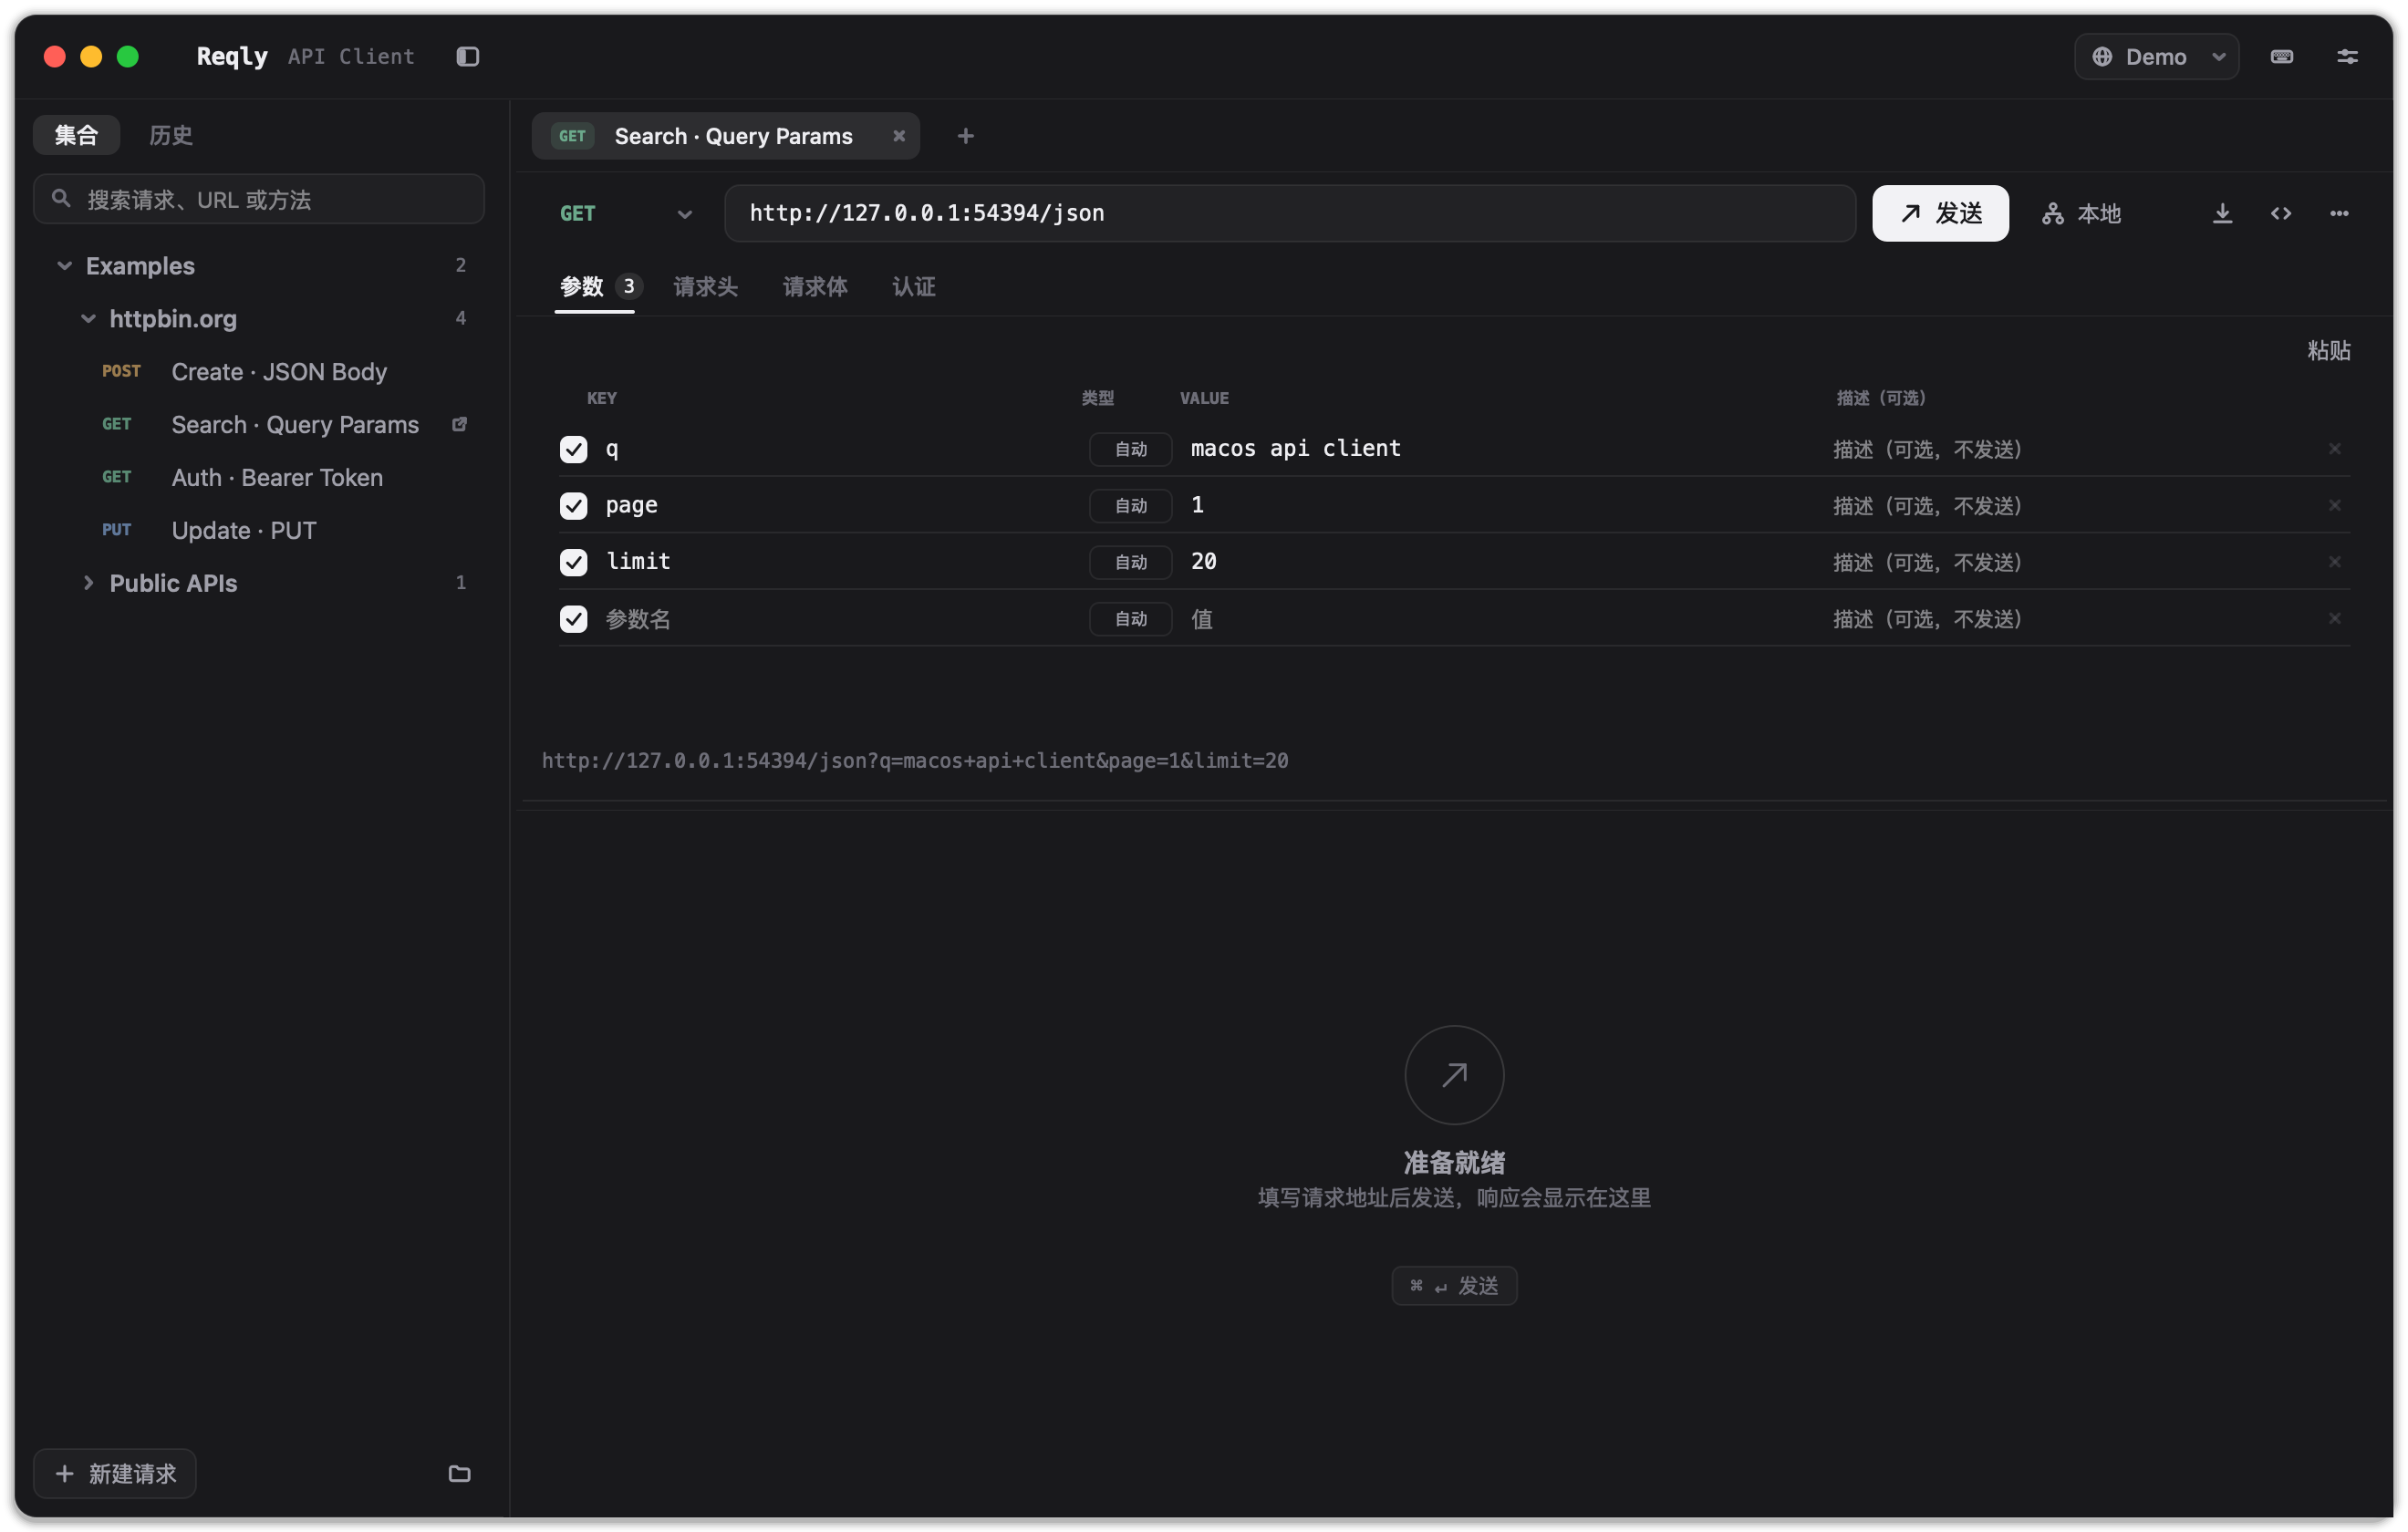 Reqly API Client
Demo
集合 历史
搜索请求、URL 或方法
Examples 2
httpbin.org 4
POST Create · JSON Body
GET Search · Query Params
GET Auth · Bearer Token
PUT Update · PUT
Public APIs 1
新建请求
GET Search · Query Params
GET http://127.0.0.1:54394/json 发送 本地
参数 3 请求头 请求体 认证
粘贴
KEY 类型 VALUE 描述（可选）
q 自动 macos api client 描述（可选，不发送）
page 自动 1 描述（可选，不发送）
limit 自动 20 描述（可选，不发送）
参数名 自动 值 描述（可选，不发送）
http://127.0.0.1:54394/json?q=macos+api+client&page=1&limit=20
准备就绪
填写请求地址后发送，响应会显示在这里
⌘ ↵ 发送